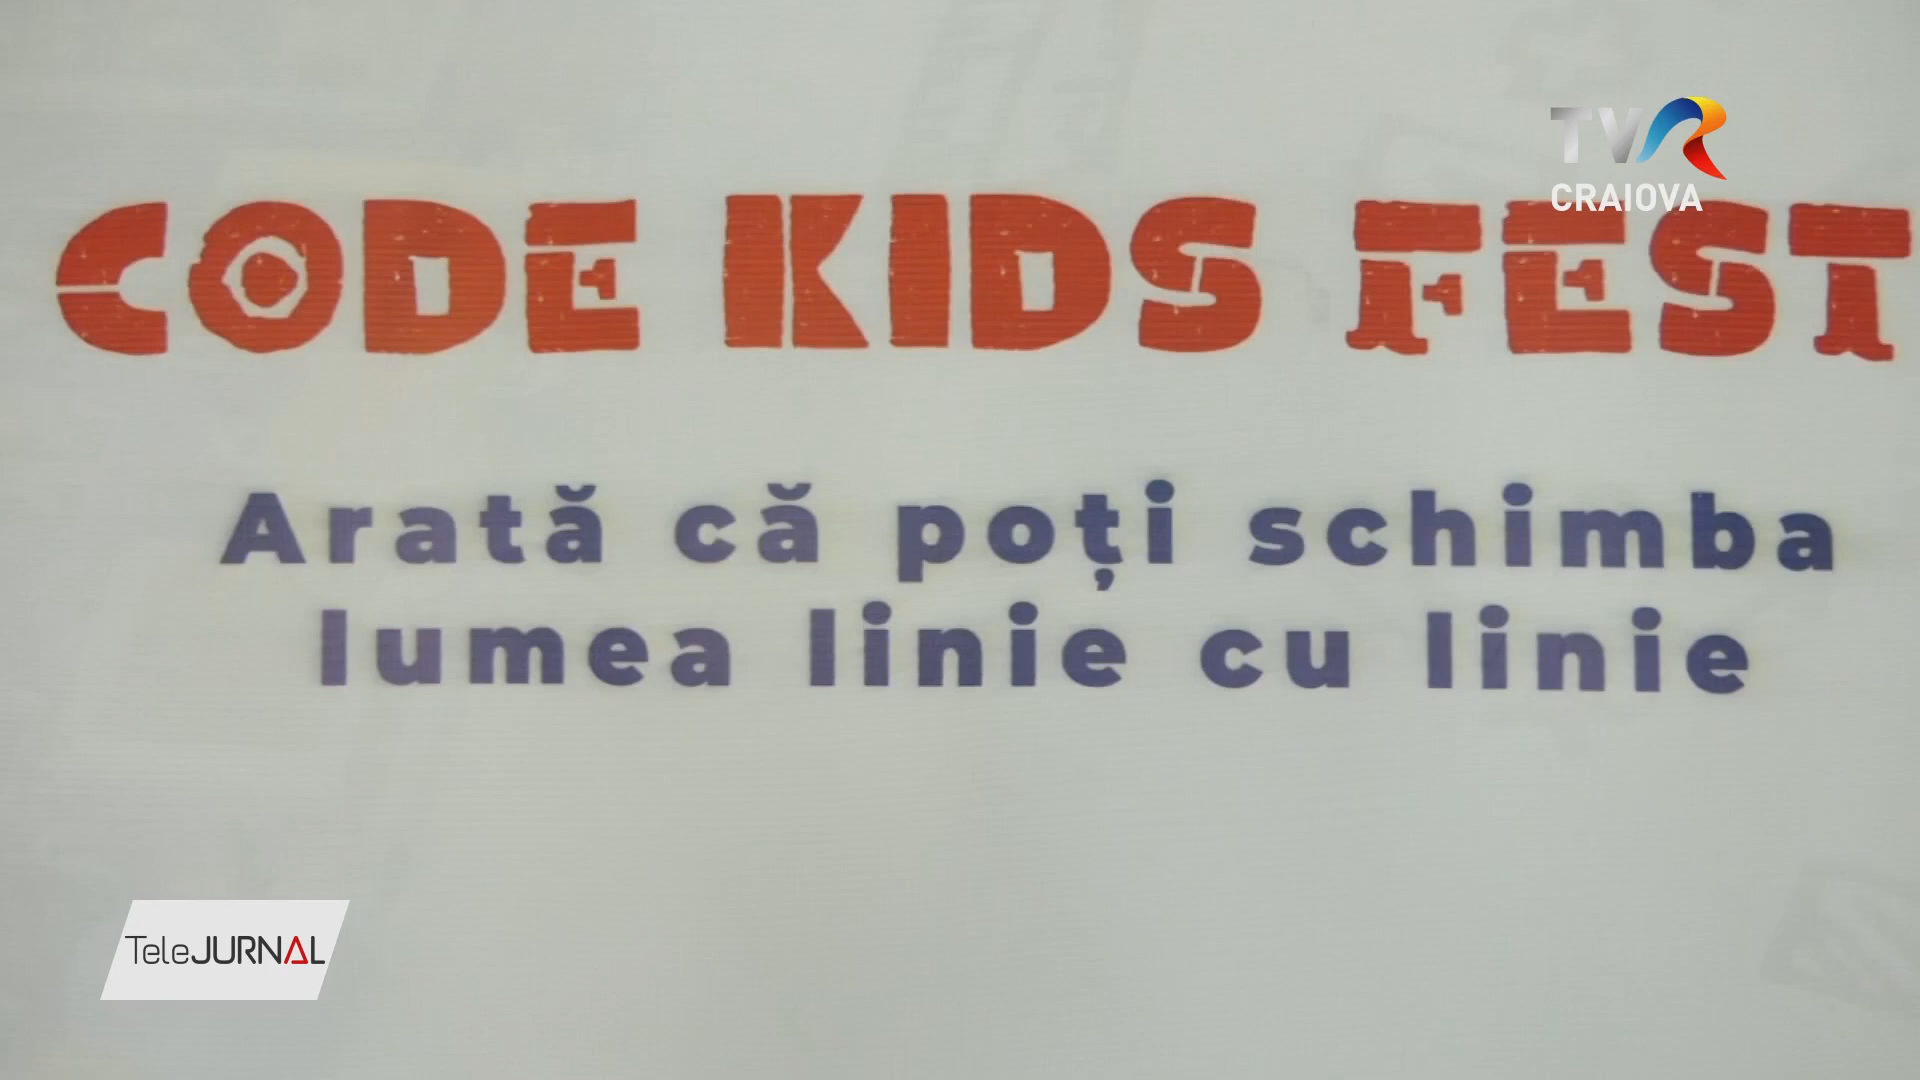 TVR
CRAIOVA
CODE KIDS FEST
Arată că poți schimba
lumea linie cu linie
TeleJURNAL